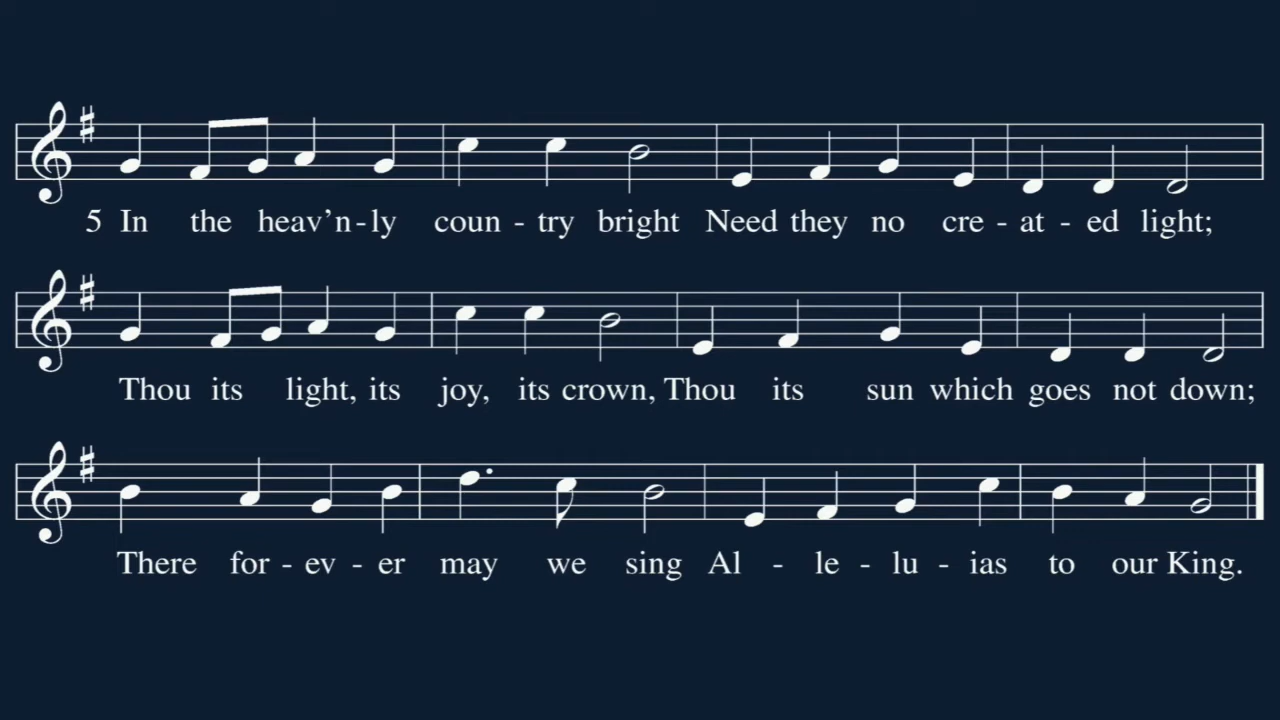 5 In the heav'n-ly coun - try bright Need they no cre - at - ed light;
Thou its light, its joy, its crown, Thou its sun which goes not down;
There for - ev - er may we sing Al - le - lu - ias to our King.